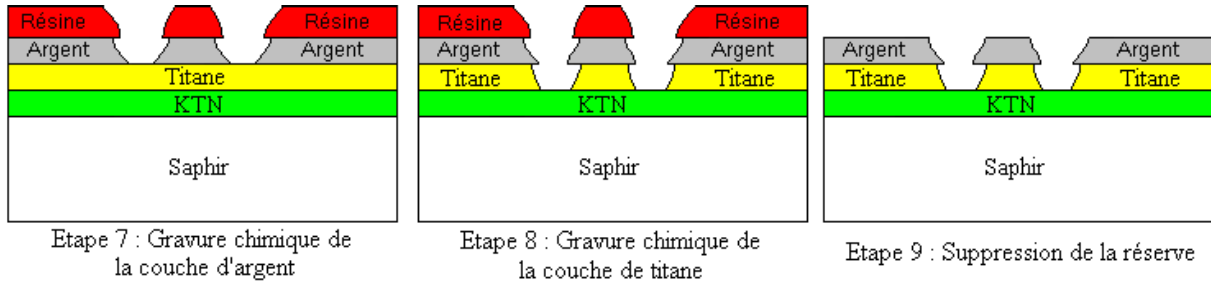 Résine Résine
Argent Argent
Titane
KTN
Saphir
Etape 7 : Gravure chimique de
la couche d'argent
Résine Résine
Argent Argent
Titane Titane
KTN
Saphir
Etape 8 : Gravure chimique de
la couche de titane
Argent Argent
Titane Titane
KTN
Saphir
Etape 9 : Suppression de la réserve